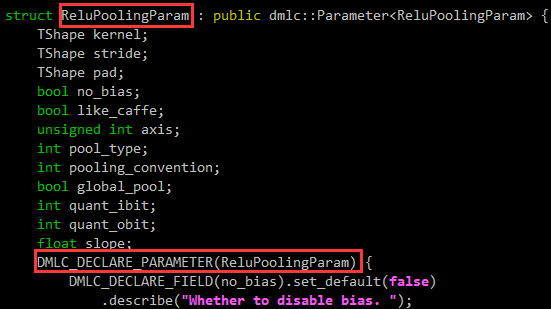 struct ReluPoolingParam : public dmlc::Parameter<ReluPoolingParam> {
    TShape kernel;
    TShape stride;
    TShape pad;
    bool no_bias;
    bool like_caffe;
    unsigned int axis;
    int pool_type;
    int pooling_convention;
    bool global_pool;
    int quant_ibit;
    int quant_obit;
    float slope;
    DMLC_DECLARE_PARAMETER(ReluPoolingParam) {
        DMLC_DECLARE_FIELD(no_bias).set_default(false)
            .describe("Whether to disable bias. ");